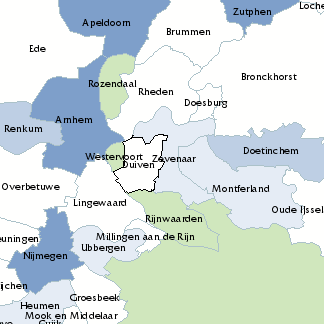 Apeldoorn
Zutphen
Loche
Brummen
Ede
Bronckhorst
Rozendaal
Rheden
Doesburg
Arnhem
Renkum
Doetinchem
Westervoort
Duiven
Zevenaar
Overbetuwe
Montferland
Lingewaard
Oude IJssel
Rijnwaarden
euningen
Millingen aan de Rijn
Ubbergen
Nijmegen
ijchen
Groesbeek
Heumen
Mook en Middelaar
Cuijk